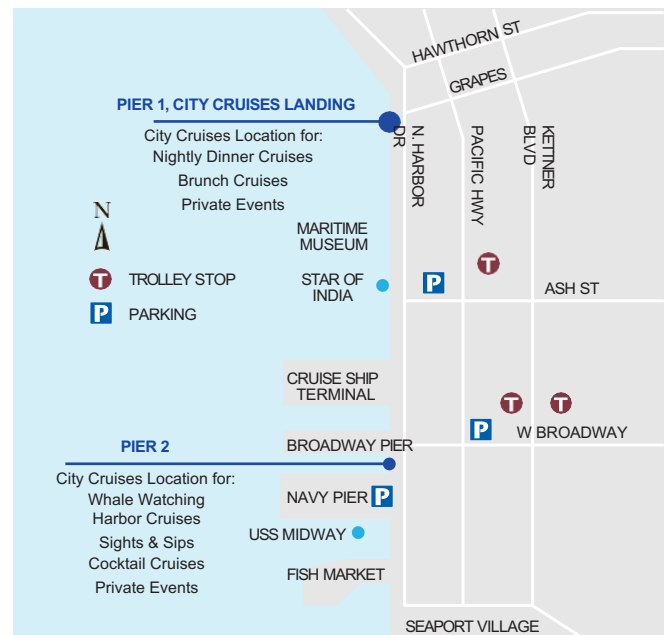 HAWTHORN ST
GRAPES
PIER 1, CITY CRUISES LANDING
City Cruises Location for:
Nightly Dinner Cruises
Brunch Cruises
Private Events
N. HARBOR
DR
PACIFIC HWY
KETTNER
BLVD
N
MARITIME
MUSEUM
T
T TROLLEY STOP
STAR OF
INDIA
P
ASH ST
P PARKING
CRUISE SHIP
TERMINAL
T
T
P
W BROADWAY
BROADWAY PIER
PIER 2
City Cruises Location for:
Whale Watching
Harbor Cruises
Sights & Sips
Cocktail Cruises
Private Events
NAVY PIER P
USS MIDWAY
FISH MARKET
SEAPORT VILLAGE